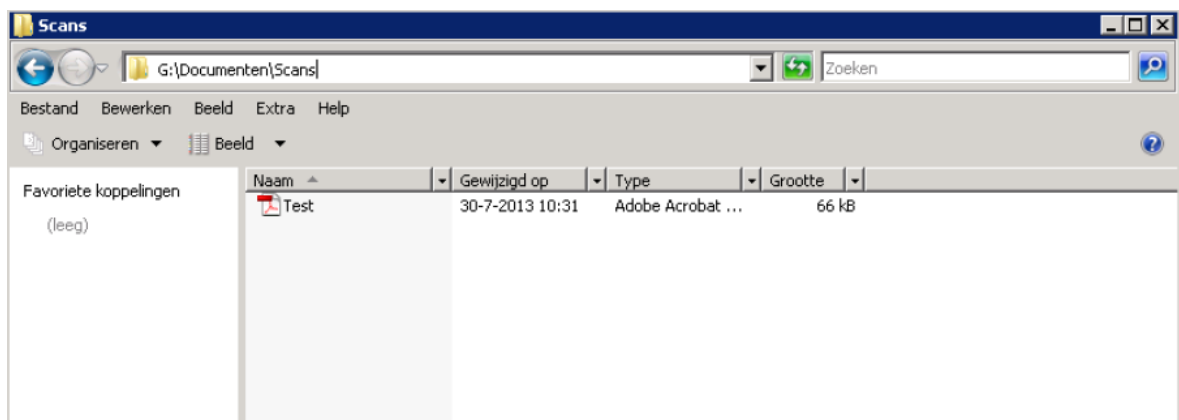 Scans
G:\Documenten\Scans
Zoeken
Bestand Bewerken Beeld Extra Help
Organiseren Beeld
Favoriete koppelingen
(leeg)
Naam Gewijzigd op Type Grootte
Test 30-7-2013 10:31 Adobe Acrobat ... 66 kB